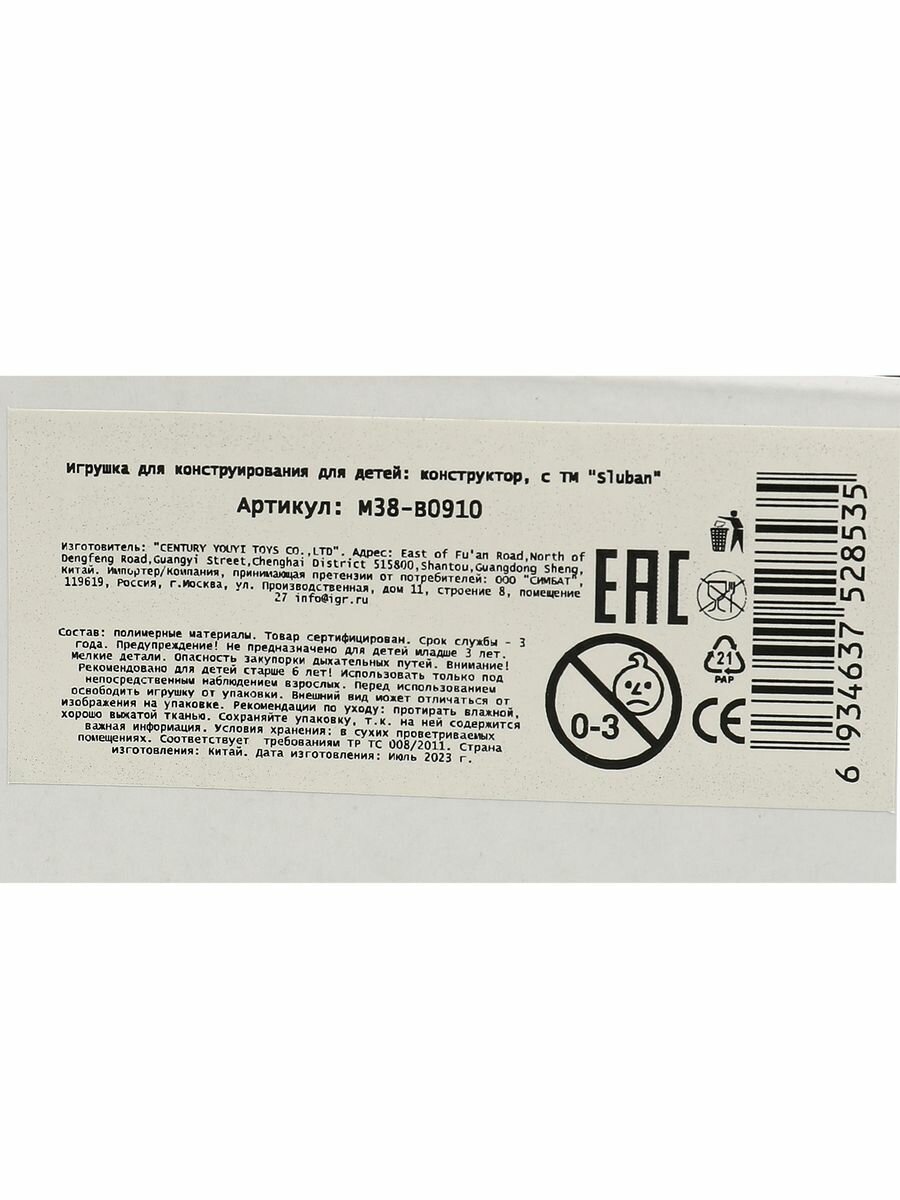 Игрушка для конструирования для детей: конструктор, с ТМ "Sluban"
Артикул: M38-B0910
Изготовитель: "CENTURY YOUYI TOYS CO.,LTD". Адрес: East of Fu'an Road,North of
Dengfeng Road,Guangyi Street,Chenghai District 515800,Shantou,Guangdong Sheng,
Китай. Импортер/Компания, принимающая претензии от потребителей: ООО "СИМБАТ",
119619, Россия, г.Москва, ул. Производственная, дом 11, строение 8, помещение
27 info@igr.ru
Состав: полимерные материалы. Товар сертифицирован. Срок службы - 3
года. Предупреждение! Не предназначено для детей младше 3 лет.
Мелкие детали. Опасность закупорки дыхательных путей. Внимание!
Рекомендовано для детей старше 6 лет! Использовать только под
непосредственным наблюдением взрослых. Перед использованием
освободить игрушку от упаковки. Внешний вид может отличаться от
изображения на упаковке. Рекомендации по уходу: протирать влажной,
хорошо выжатой тканью. Сохраняйте упаковку, т.к. на ней содержится
важная информация. Условия хранения: в сухих проветриваемых
помещениях. Соответствует требованиям ТР ТС 008/2011. Страна
изготовления: Китай. Дата изготовления: Июль 2023 г.
EAC
0-3
21
PAP
CE
6 934637 528535